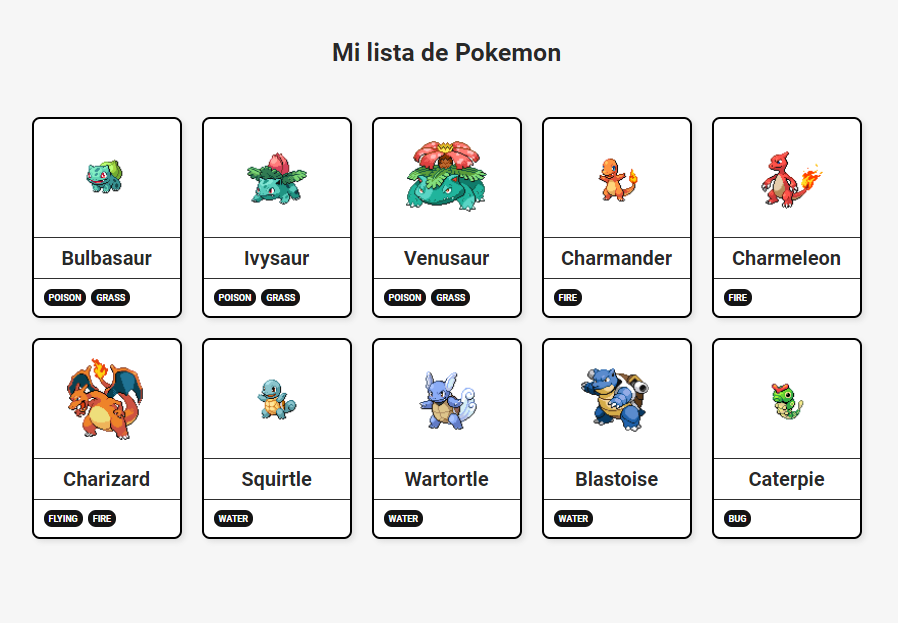 Mi lista de Pokemon
Bulbasaur Ivysaur Venusaur Charmander Charmeleon
POISON GRASS POISON GRASS POISON GRASS FIRE FIRE
Charizard Squirtle Wartortle Blastoise Caterpie
FLYING FIRE WATER WATER WATER BUG